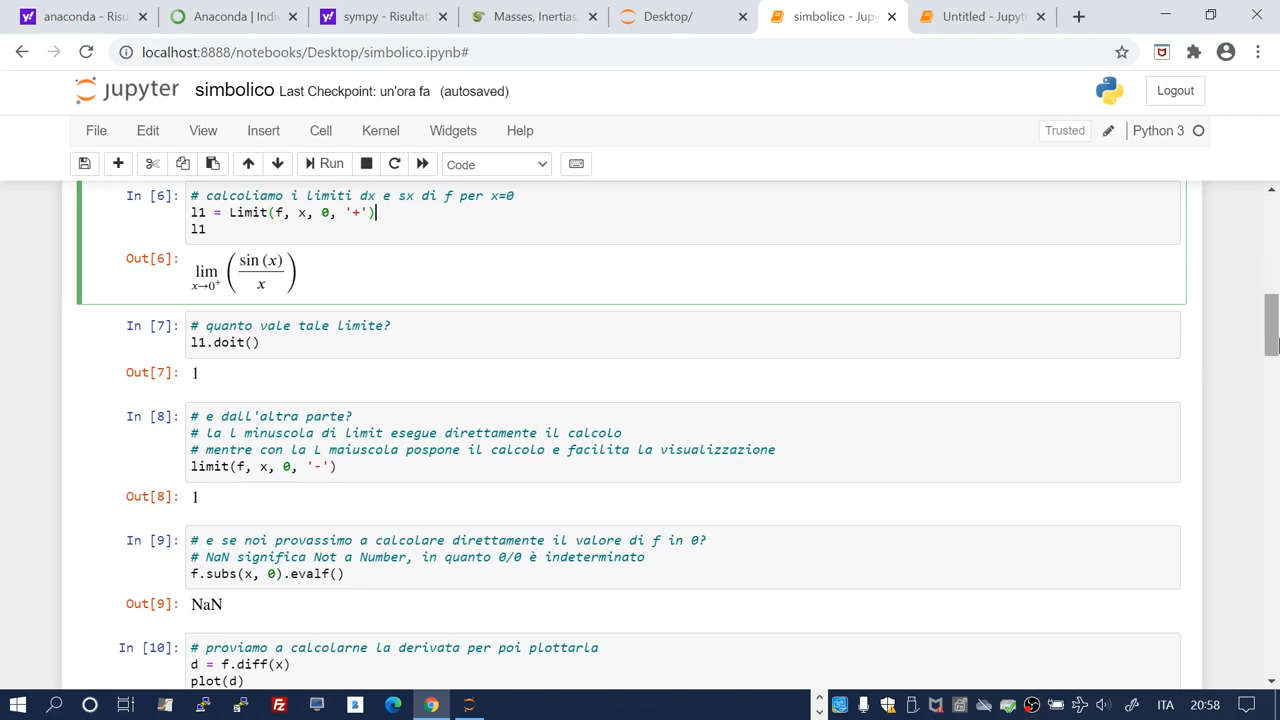 anaconda - Risu
Anaconda | Indi
sympy - Risultat
Masses, Inertias,
Desktop/
simbolico - Jup
Untitled - Jupyt
localhost:8888/notebooks/Desktop/simbolico.ipynb#
jupyter simbolico Last Checkpoint: un'ora fa (autosaved)
Logout
File Edit View Insert Cell Kernel Widgets Help
Trusted Python 3
Run Code
In [6]: # calcoliamo i limiti dx e sx di f per x=0
l1 = Limit(f, x, 0, '+')
l1
Out[6]: lim x→0⁺ (sin (x) / x)
In [7]: # quanto vale tale limite?
l1.doit()
Out[7]: 1
In [8]: # e dall'altra parte?
# la l minuscola di limit esegue direttamente il calcolo
# mentre con la L maiuscola pospone il calcolo e facilita la visualizzazione
limit(f, x, 0, '-')
Out[8]: 1
In [9]: # e se noi provassimo a calcolare direttamente il valore di f in 0?
# NaN significa Not a Number, in quanto 0/0 è indeterminato
f.subs(x, 0).evalf()
Out[9]: NaN
In [10]: # proviamo a calcolarne la derivata per poi plottarla
d = f.diff(x)
plot(d)
ITA 20:58